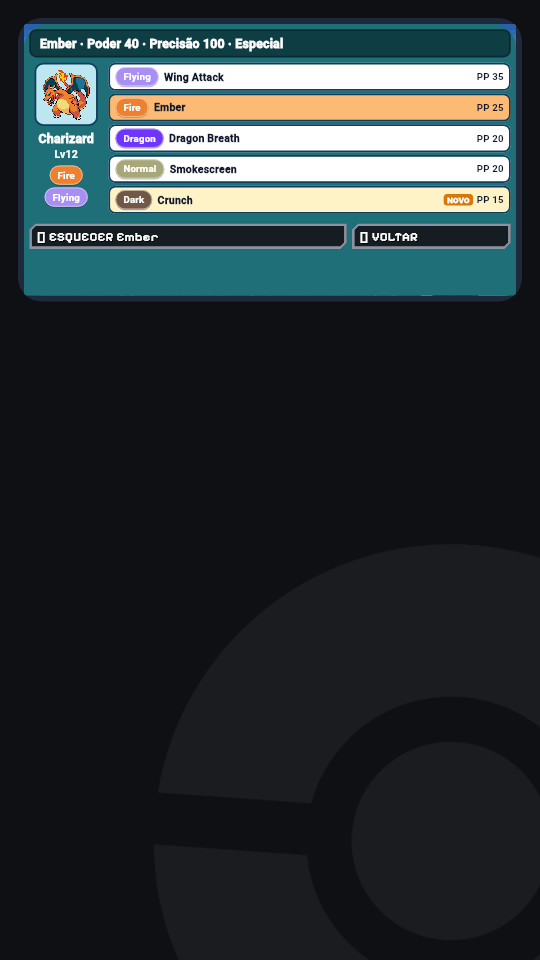 Ember · Poder 40 · Precisão 100 · Especial
Charizard
Lv12
Fire
Flying
Flying Wing Attack PP 35
Fire Ember PP 25
Dragon Dragon Breath PP 20
Normal Smokescreen PP 20
Dark Crunch NOVO PP 15
ESQUECER Ember
VOLTAR